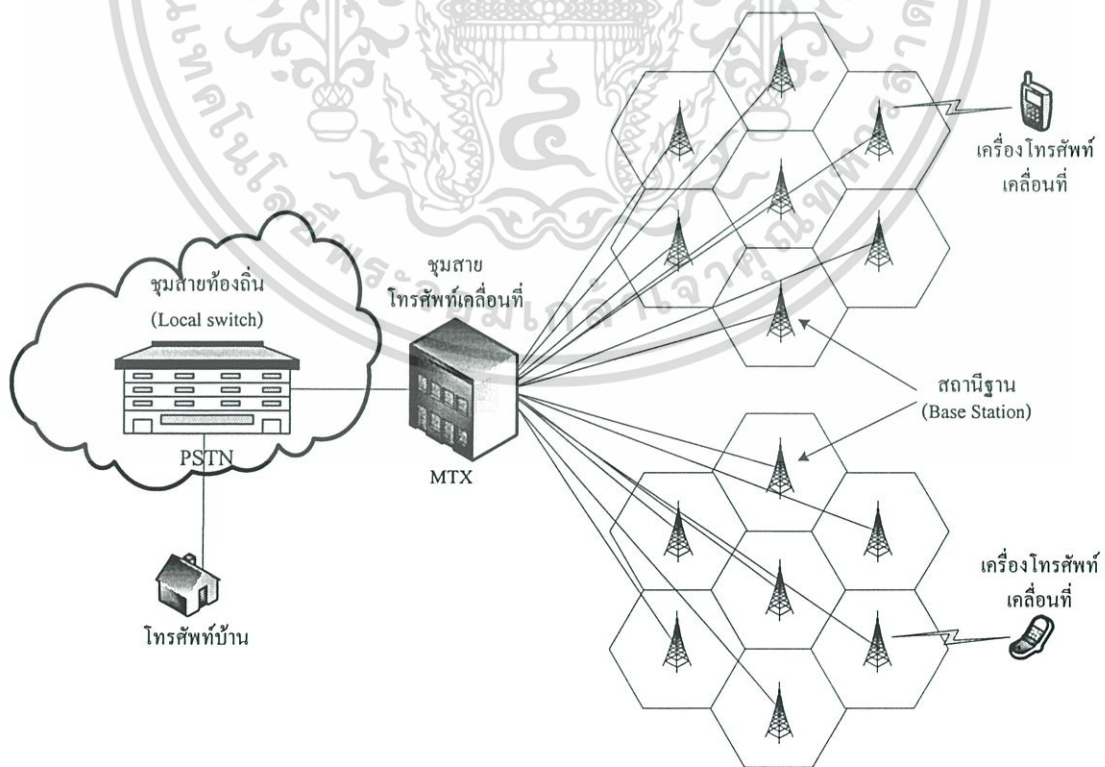 เครื่องโทรศัพท์
เคลื่อนที่
ชุมสายท้องถิ่น
(Local switch)
PSTN
โทรศัพท์บ้าน
ชุมสาย
โทรศัพท์เคลื่อนที่
MTX
สถานีฐาน
(Base Station)
เครื่องโทรศัพท์
เคลื่อนที่